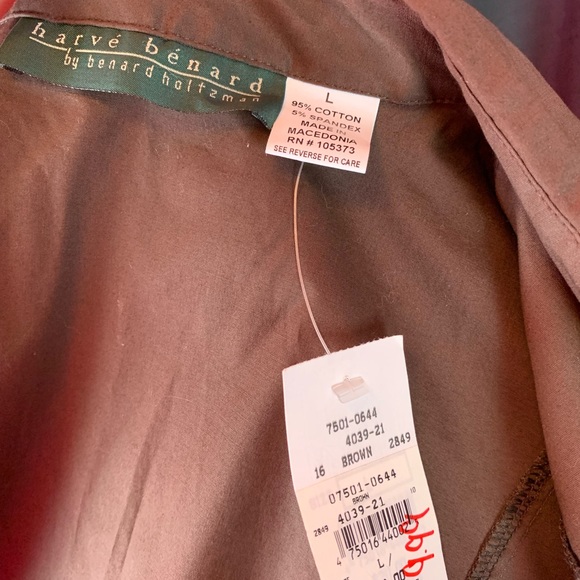 harvé bénard
by benard holtzman
L
95% COTTON
5% SPANDEX
MADE IN
MACEDONIA
RN # 105373
SEE REVERSE FOR CARE
7501-0644
4039-21
16 BROWN 2849
07501-0644
BROWN
2849 4039-21 10
L /